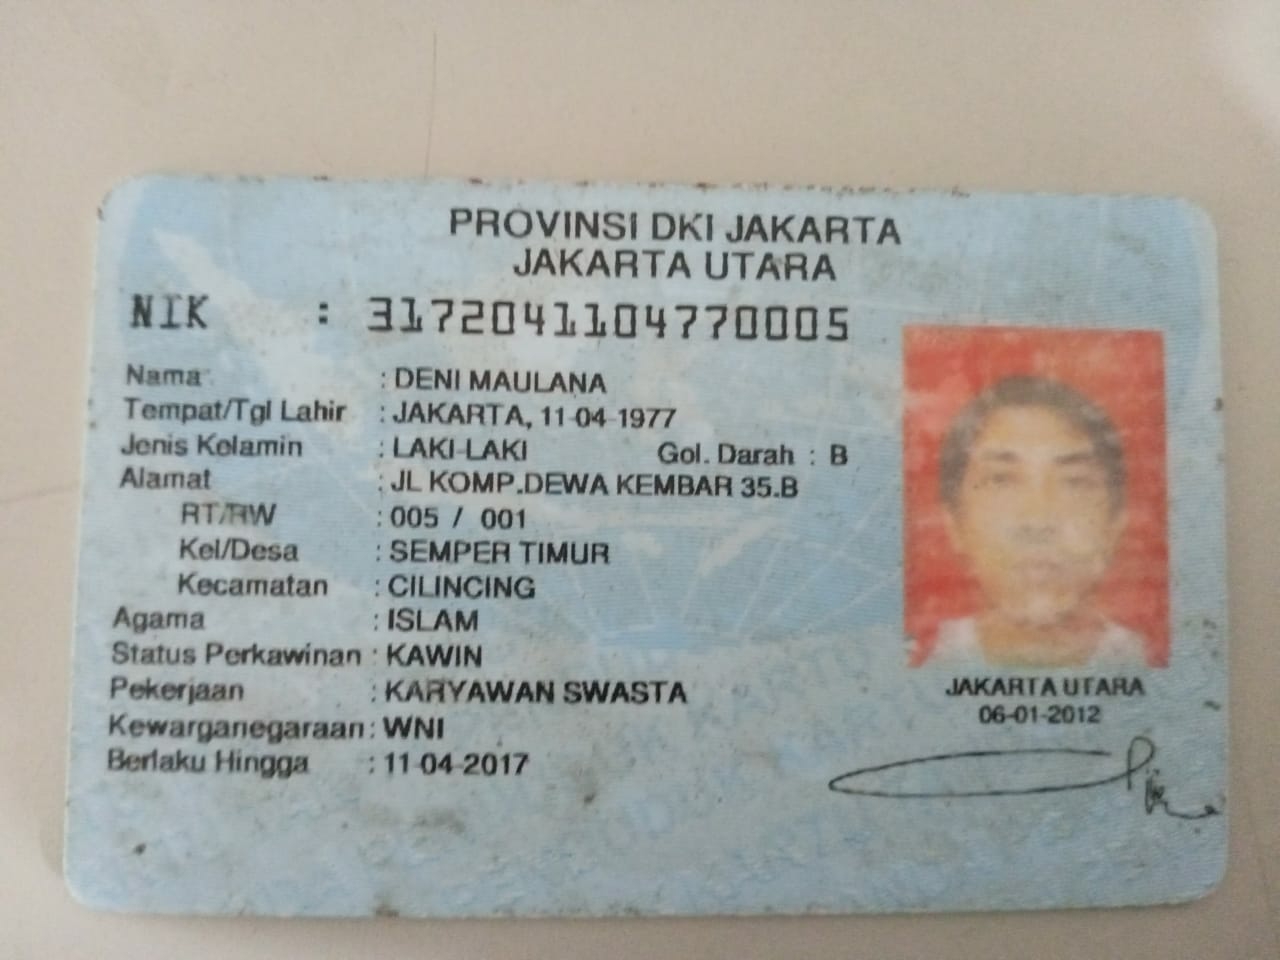 PROVINSI DKI JAKARTA
JAKARTA UTARA
NIK : 3172041104770005
Nama : DENI MAULANA
Tempat/Tgl Lahir : JAKARTA, 11-04-1977
Jenis Kelamin : LAKI-LAKI Gol. Darah : B
Alamat : JL KOMP.DEWA KEMBAR 35.B
RT/RW : 005 / 001
Kel/Desa : SEMPER TIMUR
Kecamatan : CILINCING
Agama : ISLAM
Status Perkawinan : KAWIN
Pekerjaan : KARYAWAN SWASTA
Kewarganegaraan : WNI
Berlaku Hingga : 11-04-2017
JAKARTA UTARA
06-01-2012